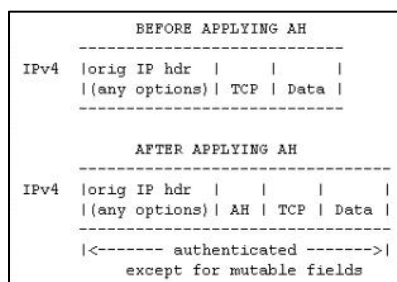 BEFORE APPLYING AH
----------------------------
IPv4 |orig IP hdr | | |
|(any options)| TCP | Data |
----------------------------
AFTER APPLYING AH
---------------------------------
IPv4 |orig IP hdr | | | |
|(any options)| AH | TCP | Data |
---------------------------------
|<------- authenticated ------->|
except for mutable fields